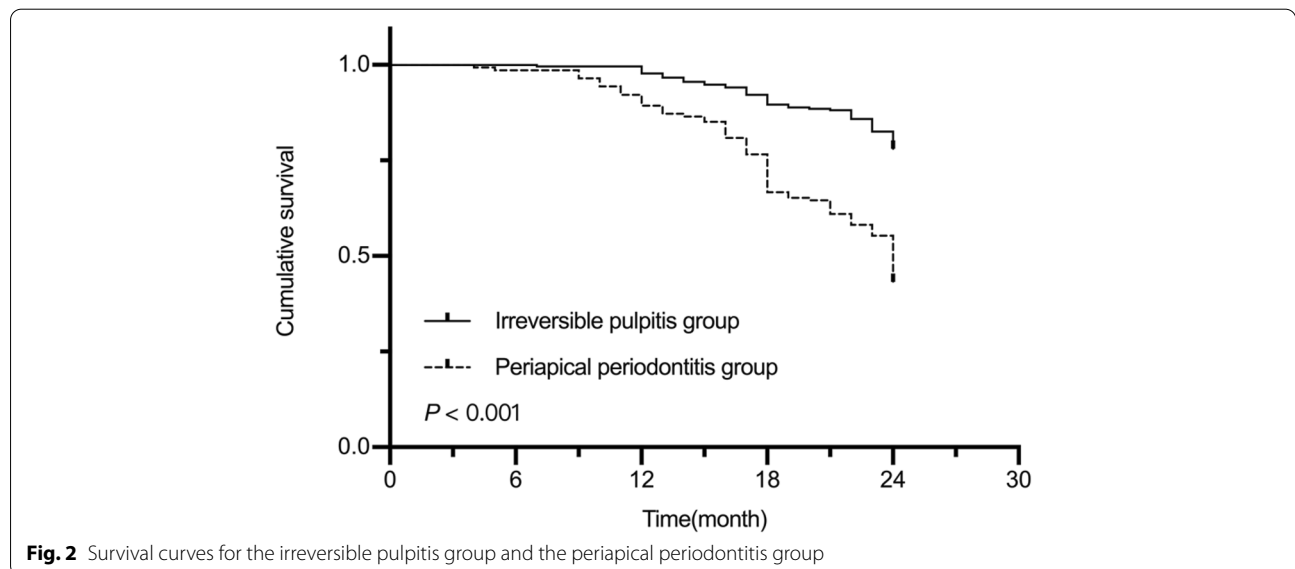 1.0
0.5
0.0
Cumulative survival
Irreversible pulpitis group
Periapical periodontitis group
P < 0.001
0 6 12 18 24 30
Time(month)
Fig. 2 Survival curves for the irreversible pulpitis group and the periapical periodontitis group